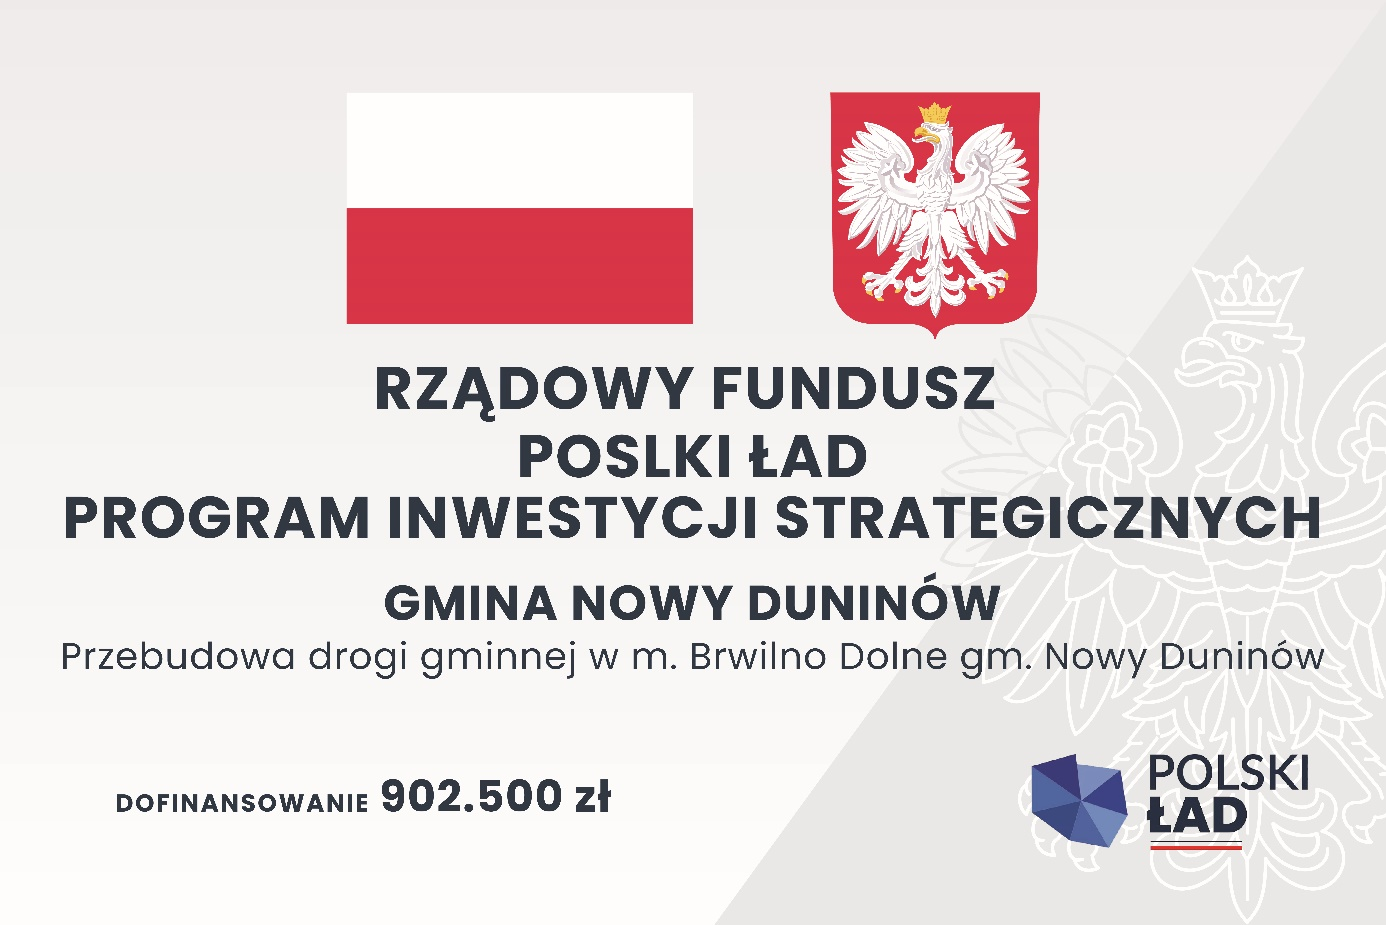 RZĄDOWY FUNDUSZ
POSLKI ŁAD
PROGRAM INWESTYCJI STRATEGICZNYCH
GMINA NOWY DUNINÓW
Przebudowa drogi gminnej w m. Brwilno Dolne gm. Nowy Duninów
DOFINANSOWANIE 902.500 zł
POLSKI
ŁAD